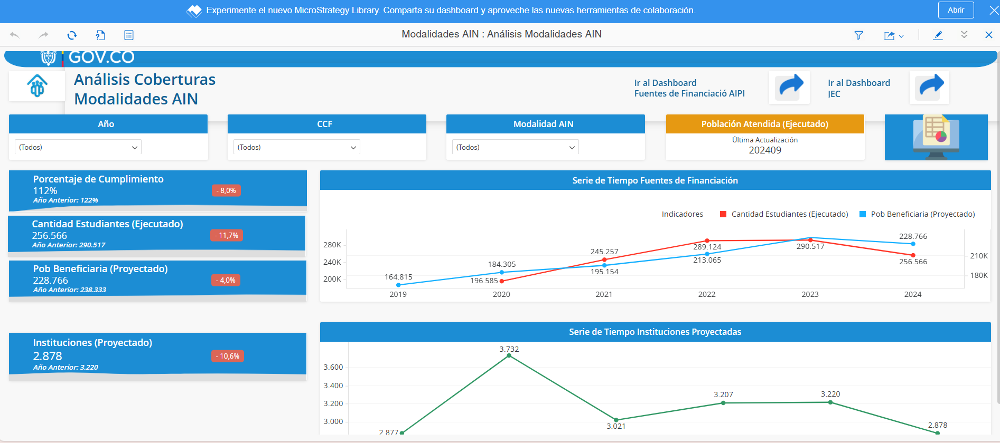 Experimente el nuevo MicroStrategy Library. Comparta su dashboard y aproveche las nuevas herramientas de colaboración.
Abrir
Modalidades AIN : Análisis Modalidades AIN
GOV.CO
Análisis Coberturas
Modalidades AIN
Ir al Dashboard
Fuentes de Financiació AIPI
Ir al Dashboard
IEC
Año
(Todos)
CCF
(Todos)
Modalidad AIN
(Todos)
Población Atendida (Ejecutado)
Última Actualización
202409
Porcentaje de Cumplimiento
112%
- 8,0%
Año Anterior: 122%
Cantidad Estudiantes (Ejecutado)
256.566
- 11,7%
Año Anterior: 290.517
Pob Beneficiaria (Proyectado)
228.766
- 4,0%
Año Anterior: 238.333
Instituciones (Proyectado)
2.878
- 10,6%
Año Anterior: 3.220
Serie de Tiempo Fuentes de Financiación
Indicadores Cantidad Estudiantes (Ejecutado) Pob Beneficiaria (Proyectado)
280K
240K
200K
210K
180K
164.815
184.305
196.585
245.257
195.154
289.124
213.065
290.517
228.766
256.566
2019 2020 2021 2022 2023 2024
Serie de Tiempo Instituciones Proyectadas
3.600
3.400
3.200
3.000
2.877
3.732
3.021
3.207
3.220
2.878